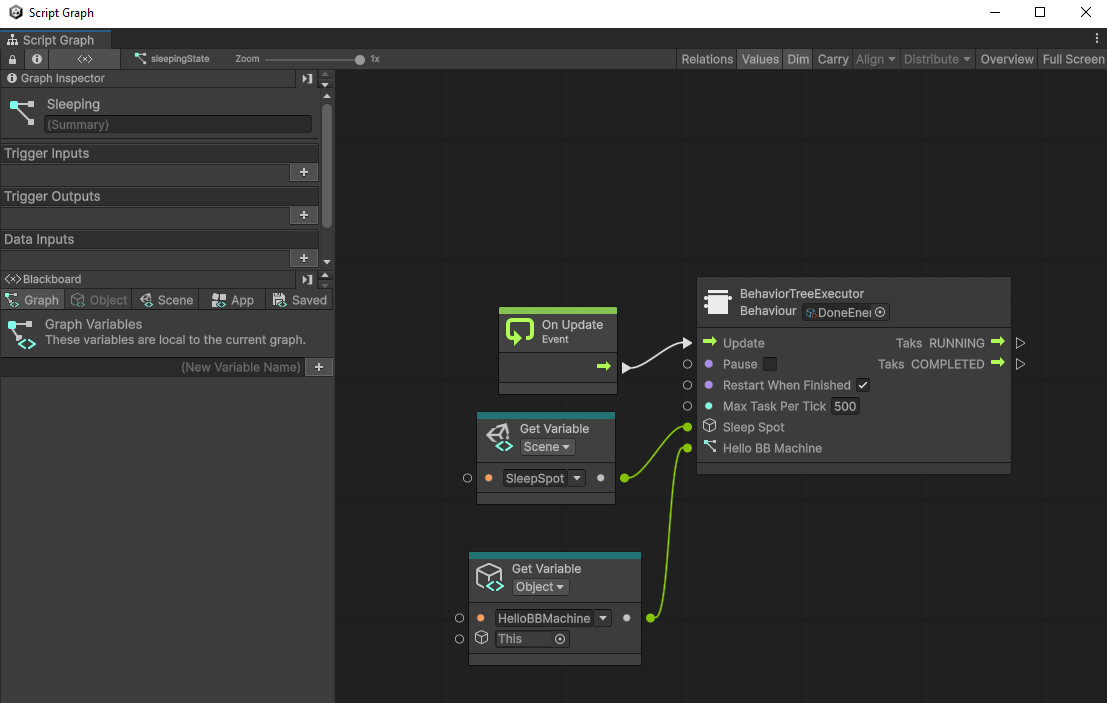 Script Graph
Script Graph
sleepingState Zoom 1x Relations Values Dim Carry Align Distribute Overview Full Screen
Graph Inspector
Sleeping
(Summary)
Trigger Inputs
+
Trigger Outputs
+
Data Inputs
+
Blackboard
Graph Object Scene App Saved
Graph Variables
These variables are local to the current graph.
(New Variable Name) +
On Update
Event
Get Variable
Scene
SleepSpot
Get Variable
Object
HelloBBMachine
This
BehaviorTreeExecutor
Behaviour DoneEner
Update Taks RUNNING
Pause Taks COMPLETED
Restart When Finished
Max Task Per Tick 500
Sleep Spot
Hello BB Machine